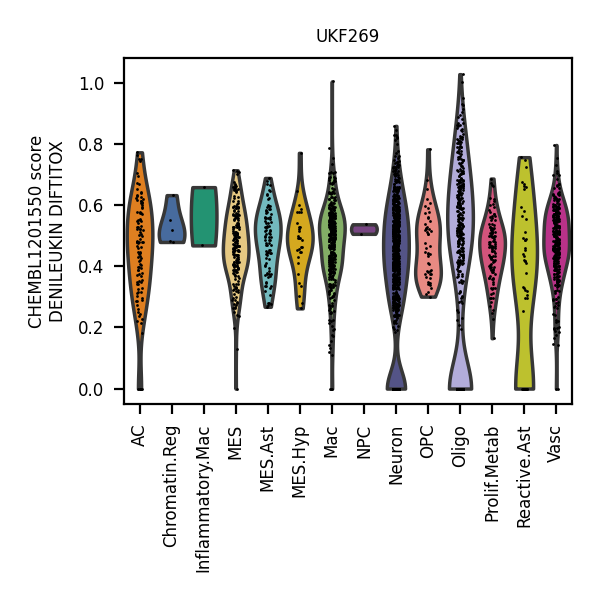 UKF269
CHEMBL1201550 score
DENILEUKIN DIFTITOX
1.0
0.8
0.6
0.4
0.2
0.0
AC
Chromatin.Reg
Inflammatory.Mac
MES
MES.Ast
MES.Hyp
Mac
NPC
Neuron
OPC
Oligo
Prolif.Metab
Reactive.Ast
Vasc